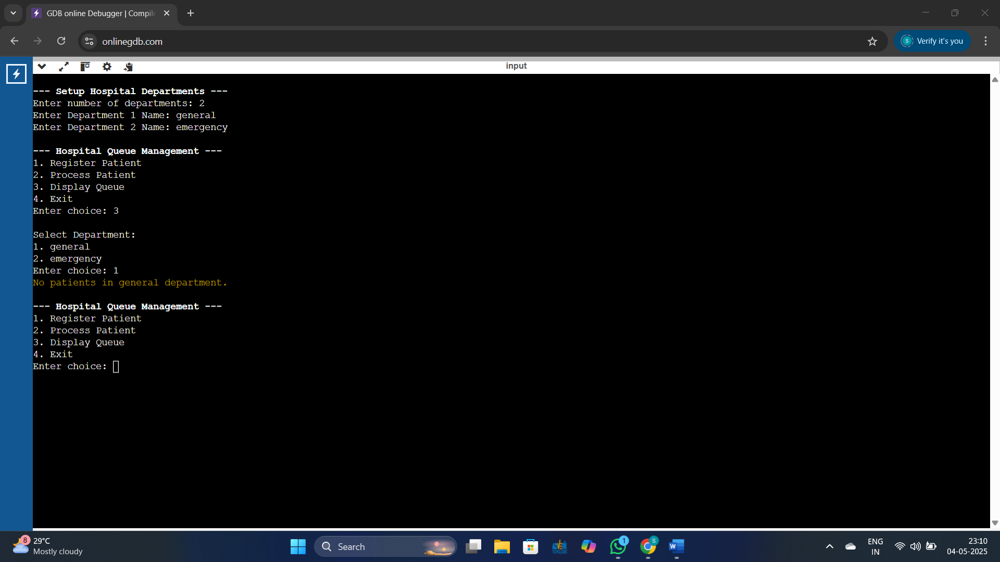 GDB online Debugger | Compile
onlinegdb.com
S Verify it's you
input
--- Setup Hospital Departments ---
Enter number of departments: 2
Enter Department 1 Name: general
Enter Department 2 Name: emergency
--- Hospital Queue Management ---
1. Register Patient
2. Process Patient
3. Display Queue
4. Exit
Enter choice: 3
Select Department:
1. general
2. emergency
Enter choice: 1
No patients in general department.
--- Hospital Queue Management ---
1. Register Patient
2. Process Patient
3. Display Queue
4. Exit
Enter choice:
8
29°C
Mostly cloudy
Search
1
S
W
ENG
IN
23:10
04-05-2025